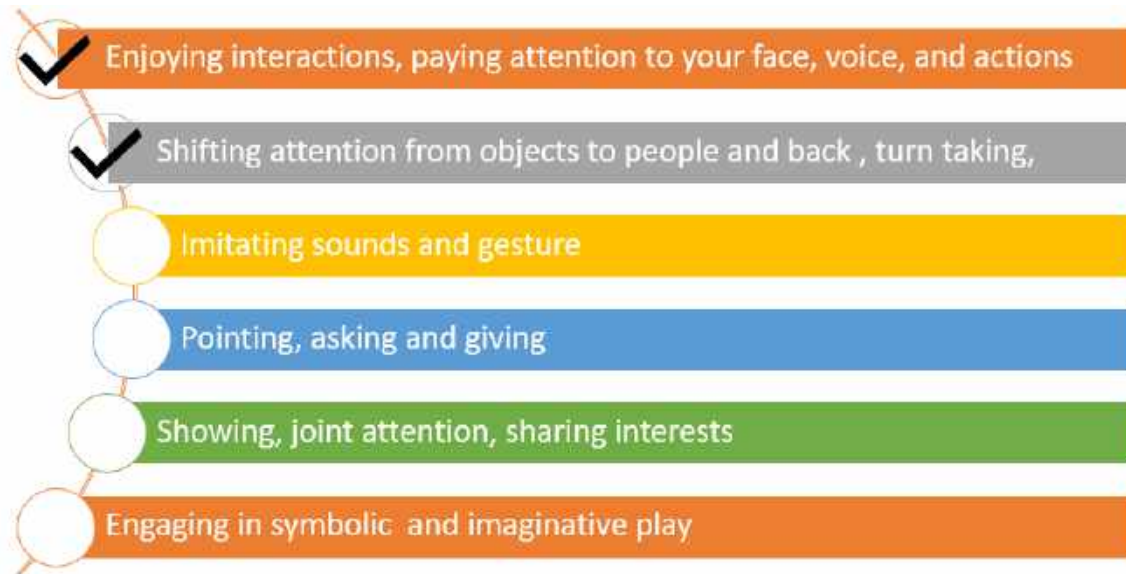 Enjoying interactions, paying attention to your face, voice, and actions
Shifting attention from objects to people and back , turn taking,
Imitating sounds and gesture
Pointing, asking and giving
Showing, joint attention, sharing interests
Engaging in symbolic and imaginative play